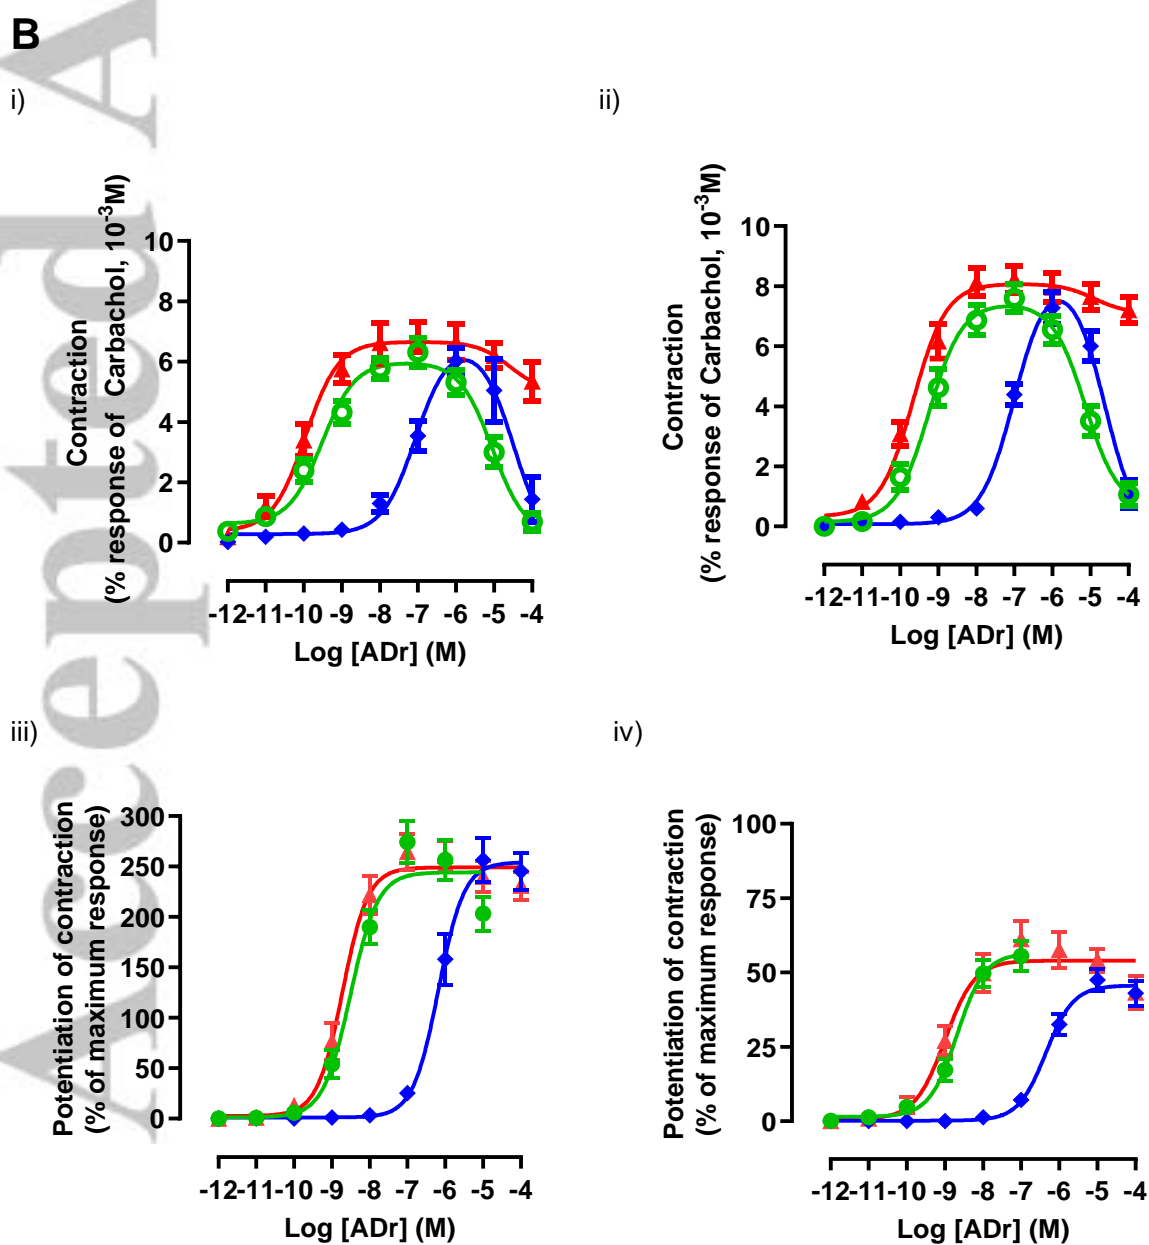 B
i)
Contraction
(% response of Carbachol, 10⁻³M)
10
8
6
4
2
0
-12 -11 -10 -9 -8 -7 -6 -5 -4
Log [ADr] (M)
ii)
Contraction
(% response of Carbachol, 10⁻³M)
10
8
6
4
2
0
-12 -11 -10 -9 -8 -7 -6 -5 -4
Log [ADr] (M)
iii)
Potentiation of contraction
(% of maximum response)
300
250
200
150
100
50
0
-12 -11 -10 -9 -8 -7 -6 -5 -4
Log [ADr] (M)
iv)
Potentiation of contraction
(% of maximum response)
100
75
50
25
0
-12 -11 -10 -9 -8 -7 -6 -5 -4
Log [ADr] (M)
Accepted A